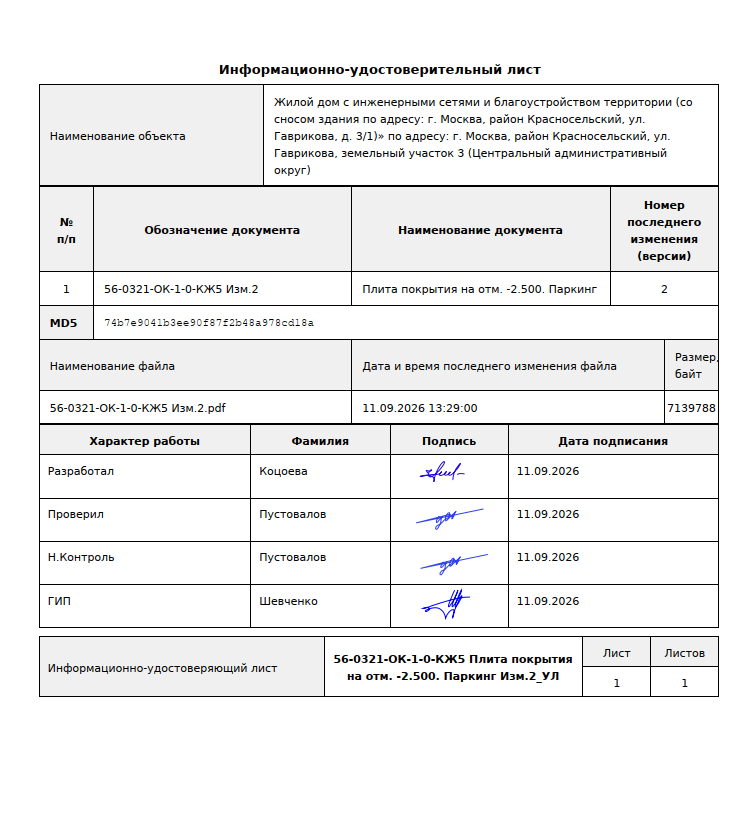 Информационно-удостоверительный лист
Наименование объекта
Жилой дом с инженерными сетями и благоустройством территории (со
сносом здания по адресу: г. Москва, район Красносельский, ул.
Гаврикова, д. 3/1)» по адресу: г. Москва, район Красносельский, ул.
Гаврикова, земельный участок 3 (Центральный административный
округ)
№
п/п
Обозначение документа
Наименование документа
Номер
последнего
изменения
(версии)
1
56-0321-ОК-1-0-КЖ5 Изм.2
Плита покрытия на отм. -2.500. Паркинг
2
MD5
74b7e9041b3ee90f87f2b48a978cd18a
Наименование файла
Дата и время последнего изменения файла
Размер,
байт
56-0321-ОК-1-0-КЖ5 Изм.2.pdf
11.09.2026 13:29:00
7139788
Характер работы
Фамилия
Подпись
Дата подписания
Разработал
Коцоева
11.09.2026
Проверил
Пустовалов
11.09.2026
Н.Контроль
Пустовалов
11.09.2026
ГИП
Шевченко
11.09.2026
Информационно-удостоверяющий лист
56-0321-ОК-1-0-КЖ5 Плита покрытия
на отм. -2.500. Паркинг Изм.2_УЛ
Лист
Листов
1
1